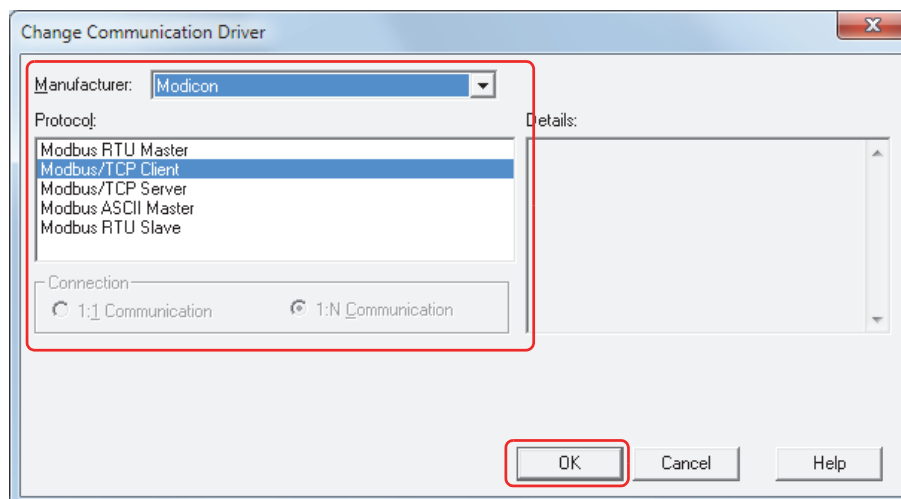 Change Communication Driver
Manufacturer: Modicon
Protocol:
Details:
Modbus RTU Master
Modbus/TCP Client
Modbus/TCP Server
Modbus ASCII Master
Modbus RTU Slave
Connection
1:1 Communication
1:N Communication
OK
Cancel
Help